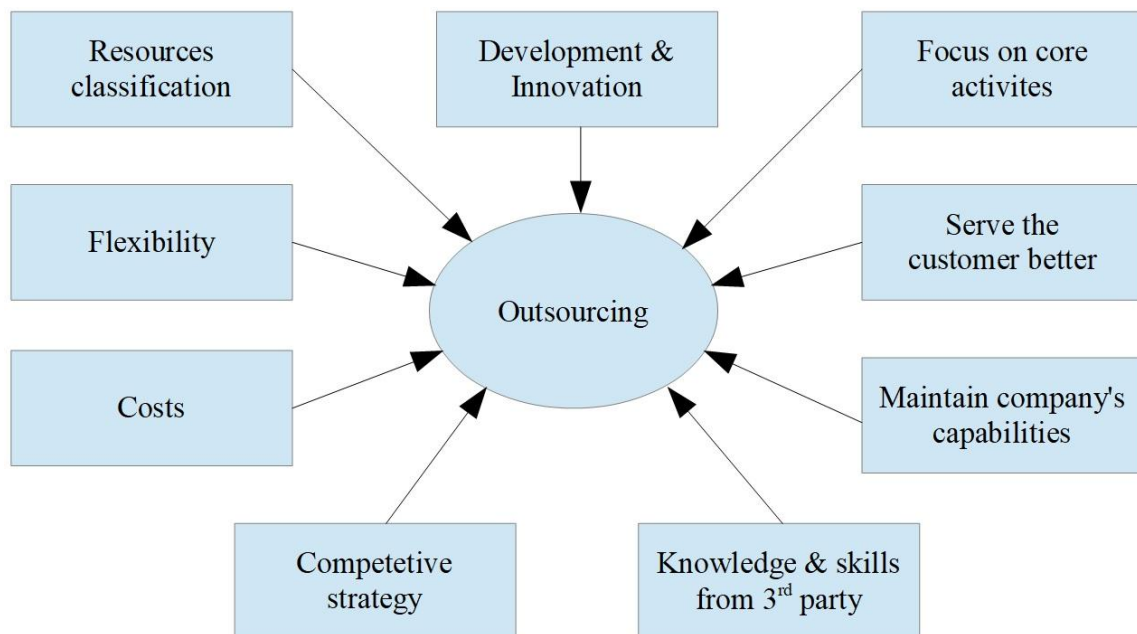 Resources
classification
Development &
Innovation
Focus on core
activites
Flexibility
Serve the
customer better
Outsourcing
Costs
Maintain company's
capabilities
Competetive
strategy
Knowledge & skills
from 3rd party